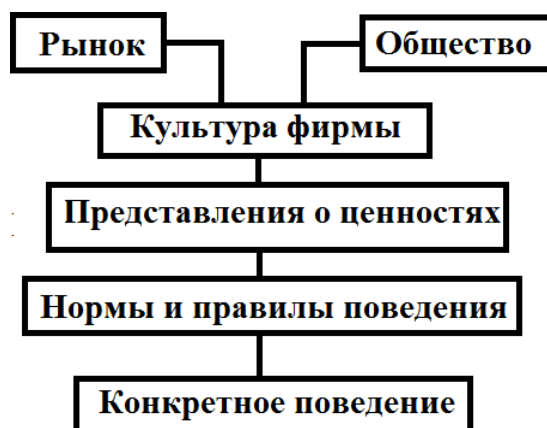 Рынок
Общество
Культура фирмы
Представления о ценностях
Нормы и правилы поведения
Конкретное поведение